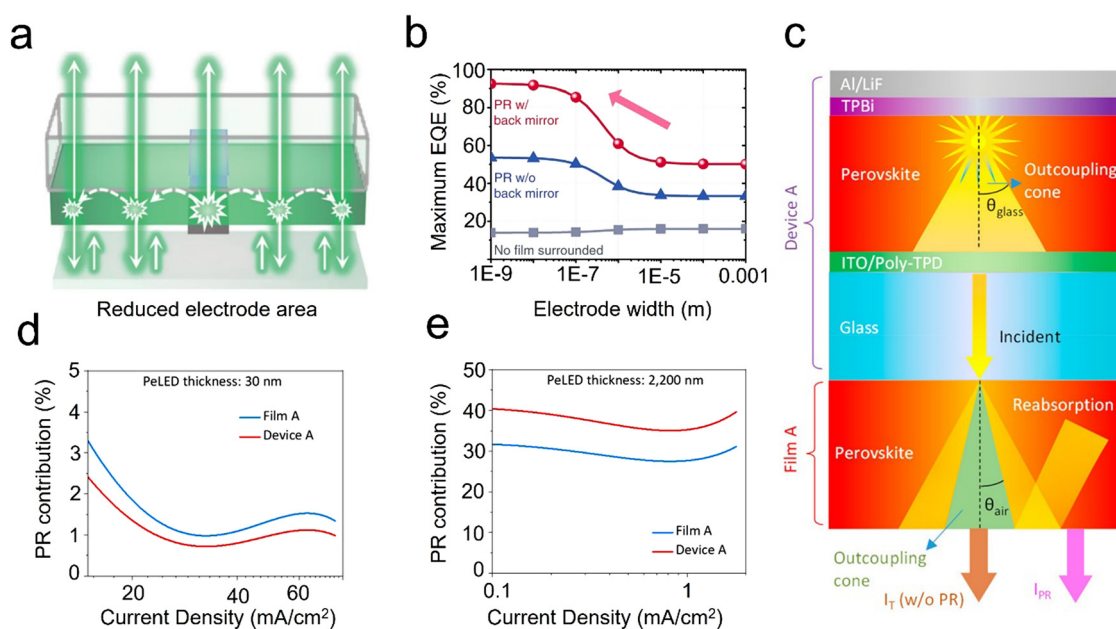 a
Reduced electrode area
b
Maximum EQE (%)
100
80
60
40
20
PR w/
back mirror
PR w/o
back mirror
No film surrounded
1E-9
1E-7
1E-5
0.001
Electrode width (m)
c
Device A
Al/LiF
TPBi
Perovskite
Outcoupling
cone
θglass
ITO/Poly-TPD
Glass
Incident
Film A
Reabsorption
Perovskite
θair
Outcoupling
cone
IT (w/o PR)
IPR
d
PR contribution (%)
5
4
3
2
1
0
PeLED thickness: 30 nm
Film A
Device A
20
40
60
Current Density (mA/cm²)
e
PR contribution (%)
50
40
30
20
10
0
PeLED thickness: 2,200 nm
Film A
Device A
0.1
1
Current Density (mA/cm²)